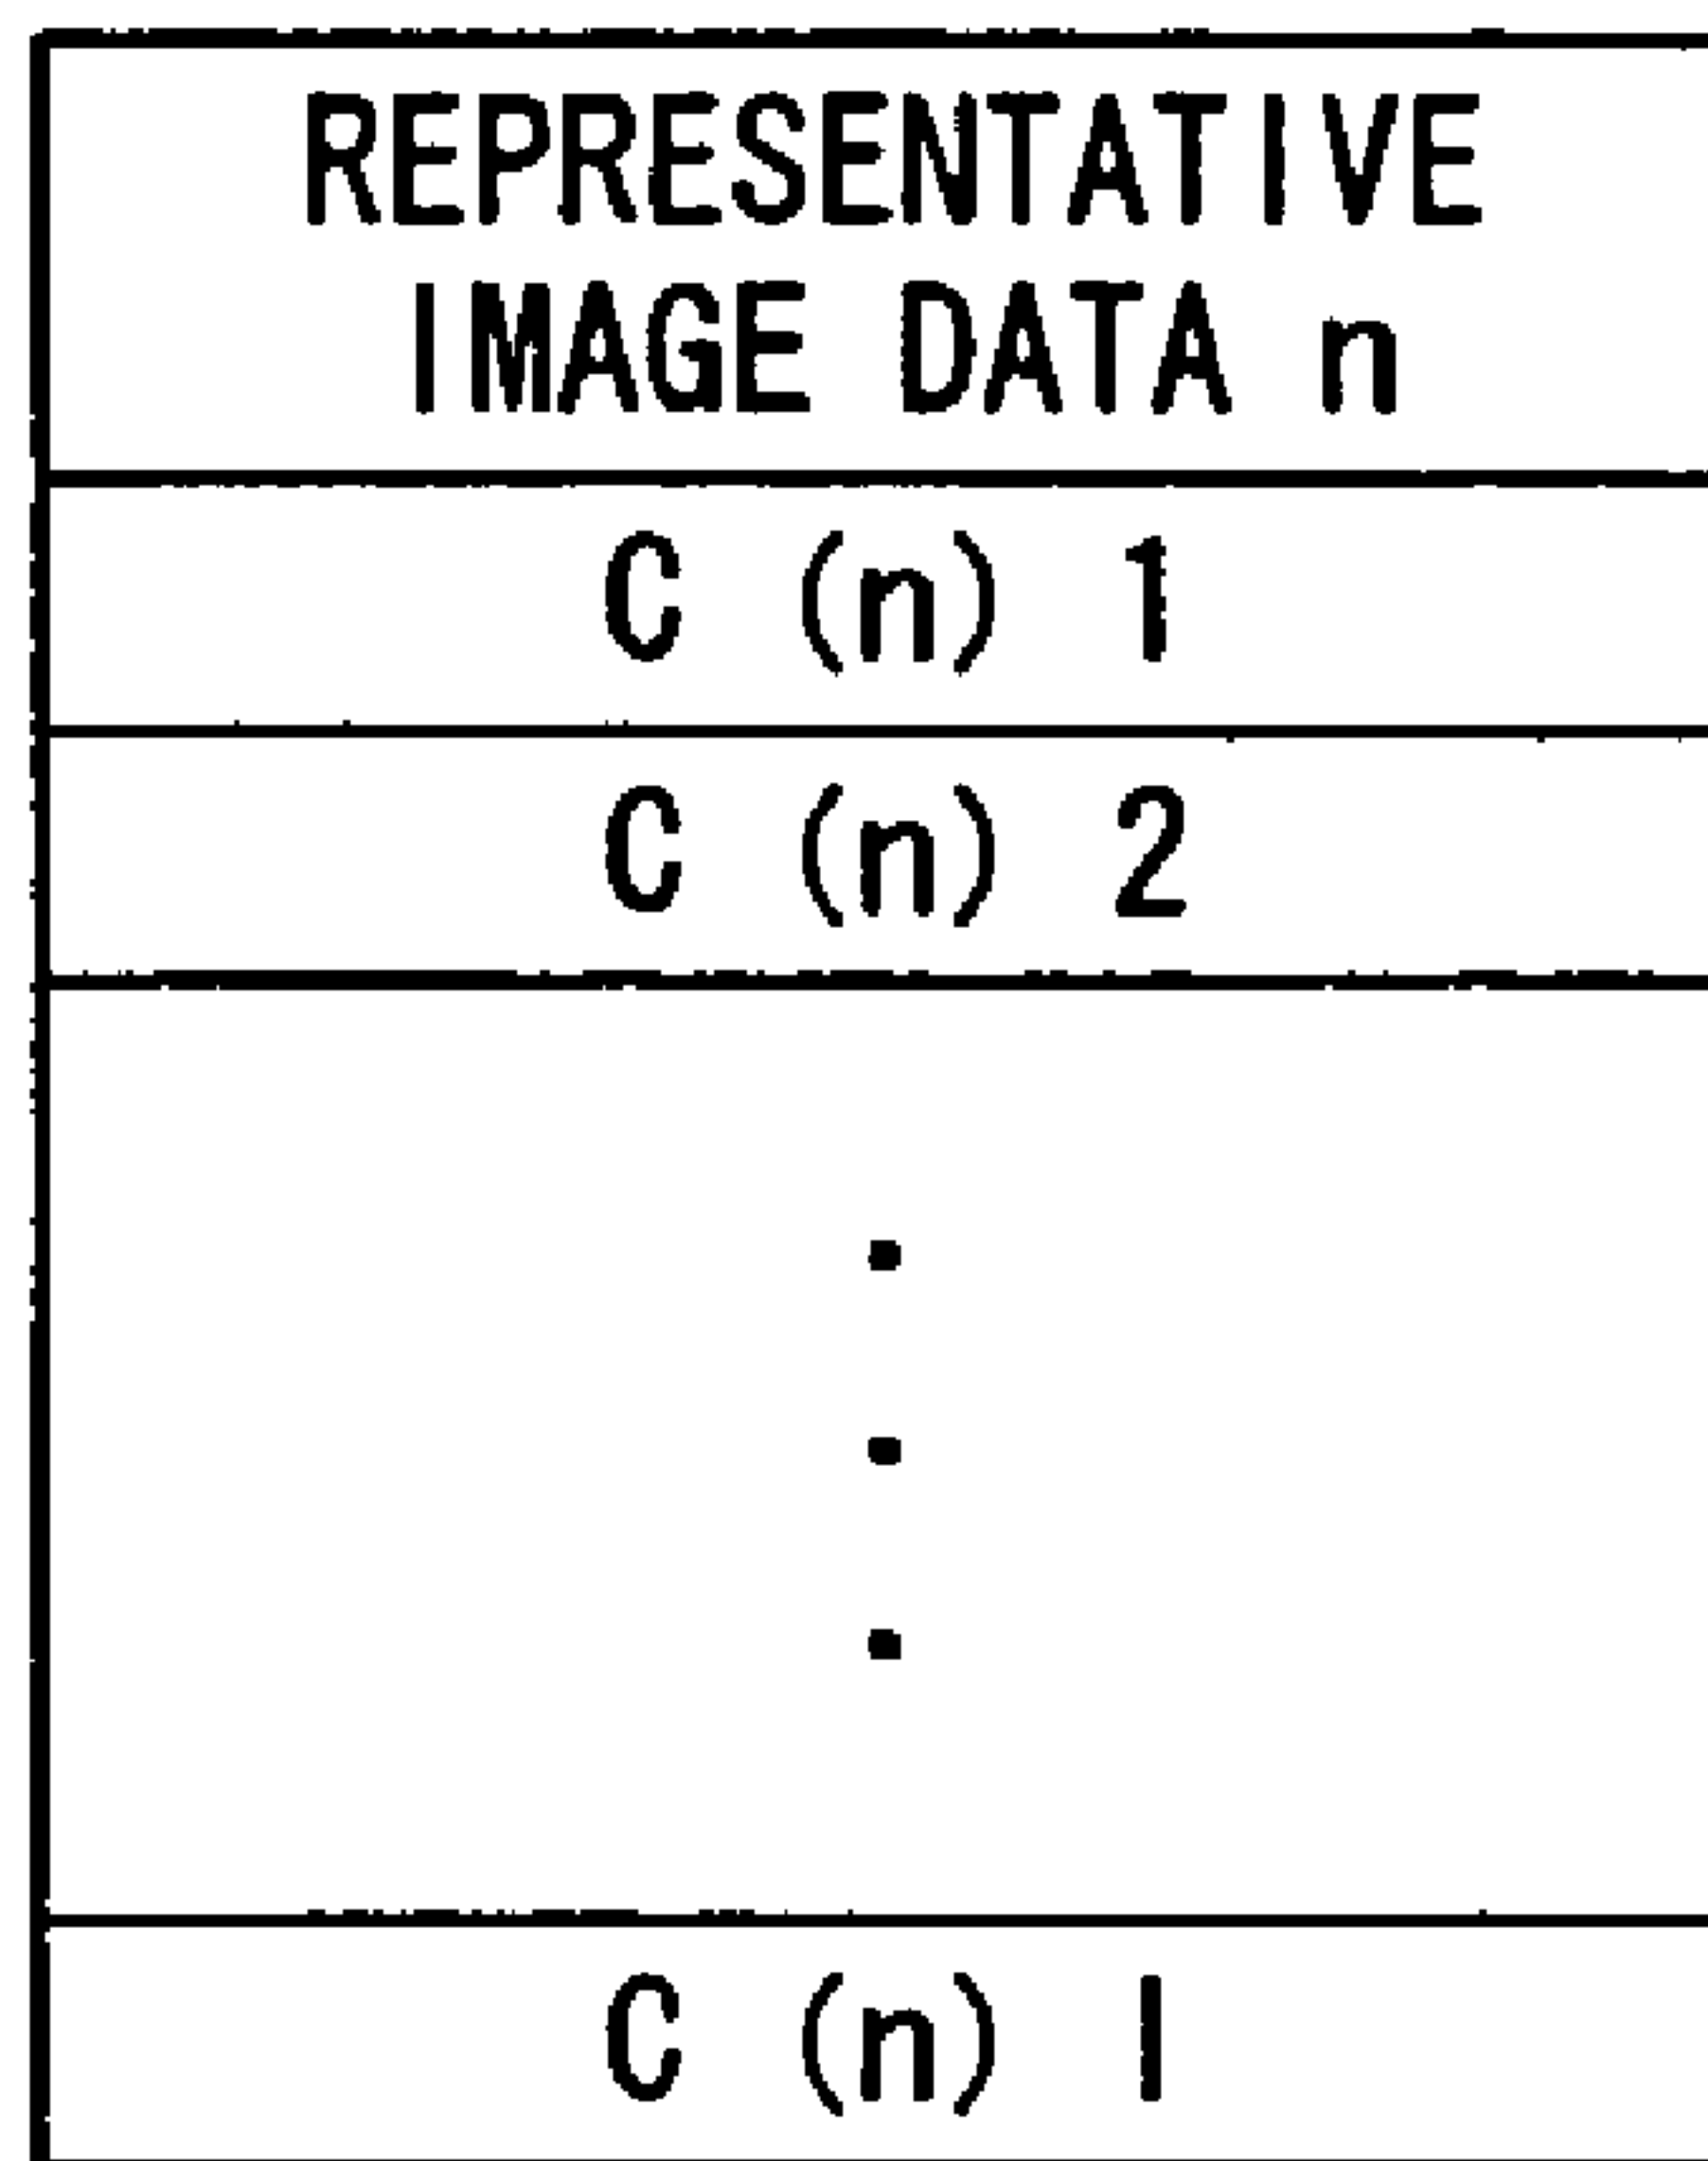 REPRESENTATIVE
IMAGE DATA n
C (n) 1
C (n) 2
C (n) l